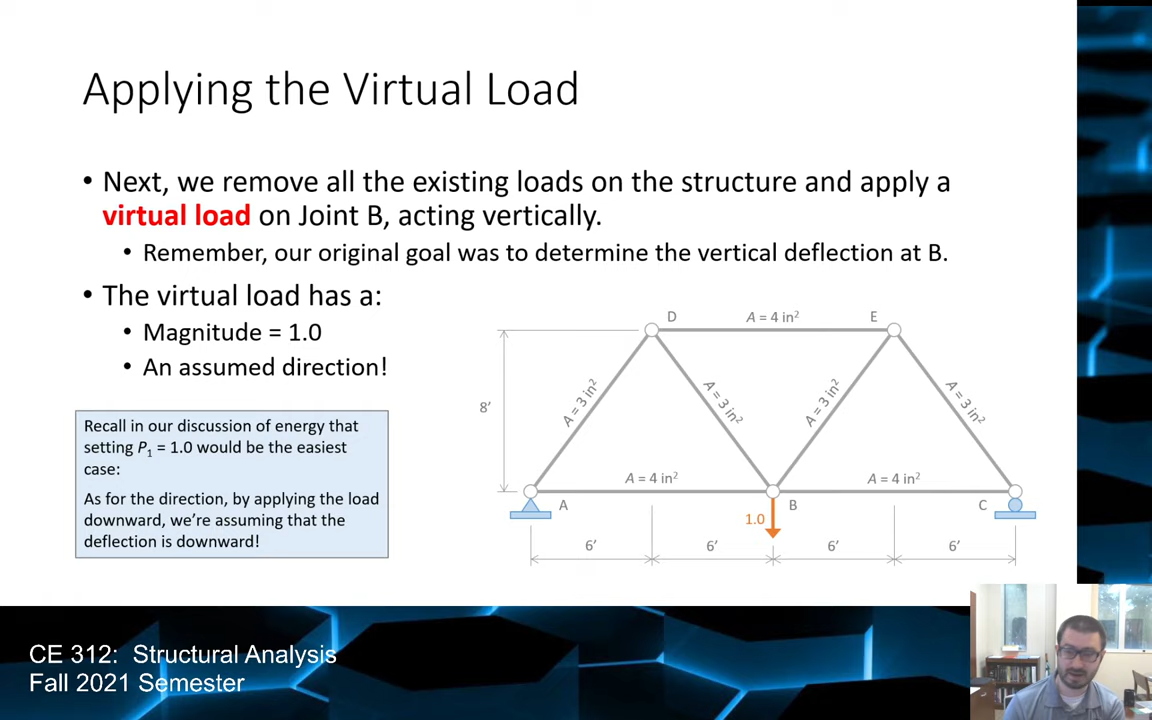 Applying the Virtual Load
• Next, we remove all the existing loads on the structure and apply a
virtual load on Joint B, acting vertically.
• Remember, our original goal was to determine the vertical deflection at B.
• The virtual load has a:
• Magnitude = 1.0
• An assumed direction!
Recall in our discussion of energy that
setting P₁ = 1.0 would be the easiest
case:
As for the direction, by applying the load
downward, we’re assuming that the
deflection is downward!
D
A = 4 in²
E
8’
A = 3 in²
A = 3 in²
A = 3 in²
A = 3 in²
A = 4 in²
A = 4 in²
A
B
C
1.0
6’
6’
6’
6’
CE 312: Structural Analysis
Fall 2021 Semester